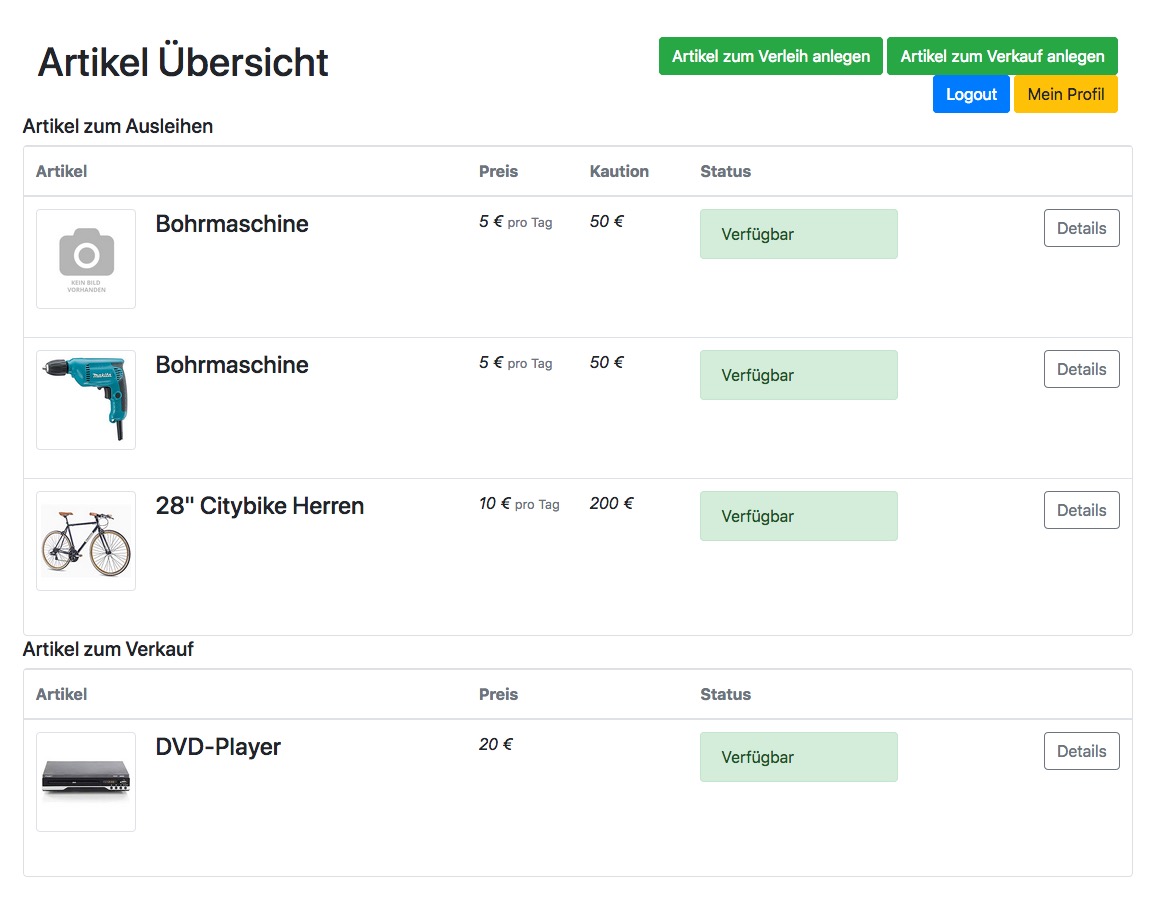 Artikel Übersicht
Artikel zum Verleih anlegen Artikel zum Verkauf anlegen
Logout Mein Profil
Artikel zum Ausleihen
Artikel Preis Kaution Status
Bohrmaschine 5 € pro Tag 50 € Verfügbar Details
KEIN BILD
VORHANDEN
Bohrmaschine 5 € pro Tag 50 € Verfügbar Details
makita
28" Citybike Herren 10 € pro Tag 200 € Verfügbar Details
Artikel zum Verkauf
Artikel Preis Status
DVD-Player 20 € Verfügbar Details